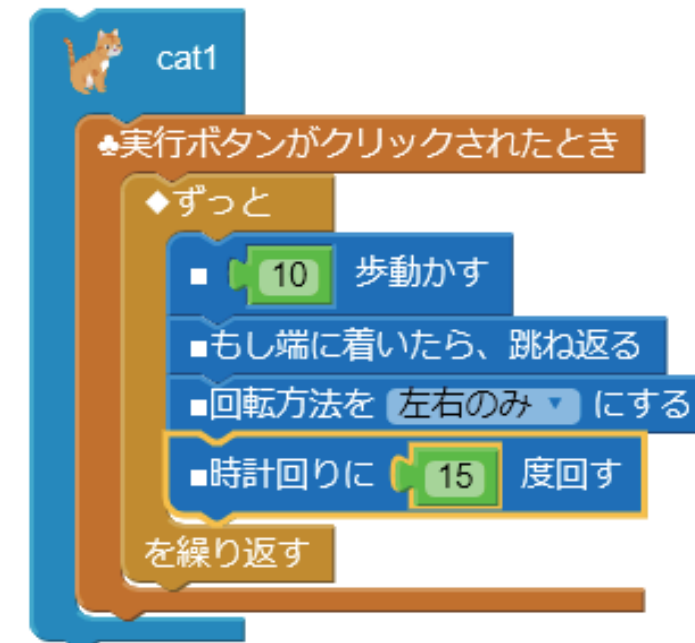 cat1
♣実行ボタンがクリックされたとき
◆ずっと
■ 10 歩動かす
■もし端に着いたら、跳ね返る
■回転方法を 左右のみ ▼ にする
■時計回りに 15 度回す
を繰り返す